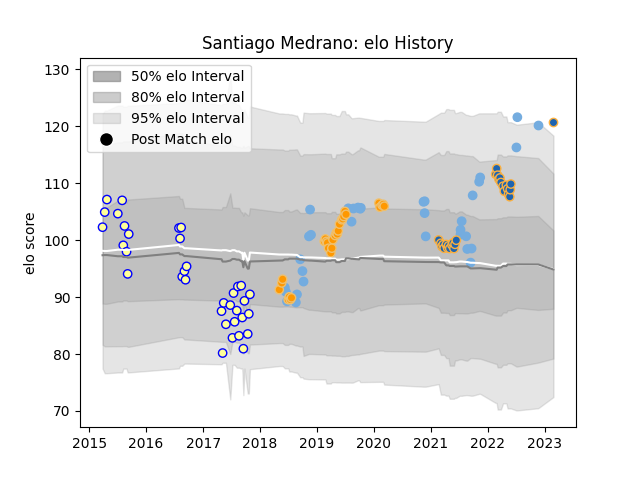 Santiago Medrano: elo History
50% elo Interval
80% elo Interval
95% elo Interval
Post Match elo
elo score
130
120
110
100
90
80
70
2015 2016 2017 2018 2019 2020 2021 2022 2023